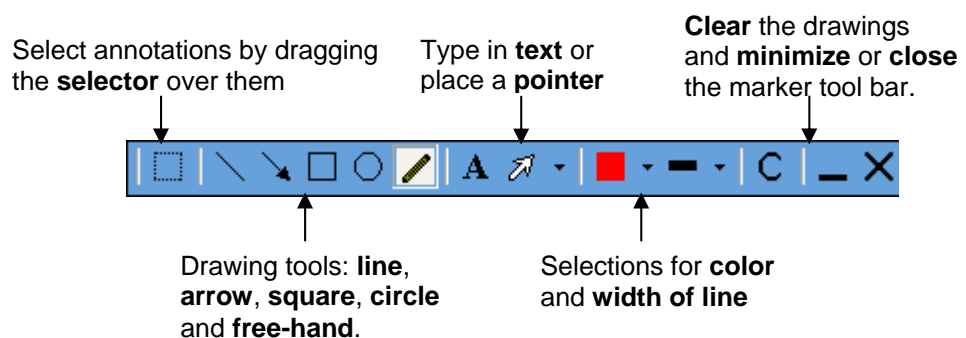 Select annotations by dragging
the selector over them
Type in text or
place a pointer
Clear the drawings
and minimize or close
the marker tool bar.
A
C
Drawing tools: line,
arrow, square, circle
and free-hand.
Selections for color
and width of line